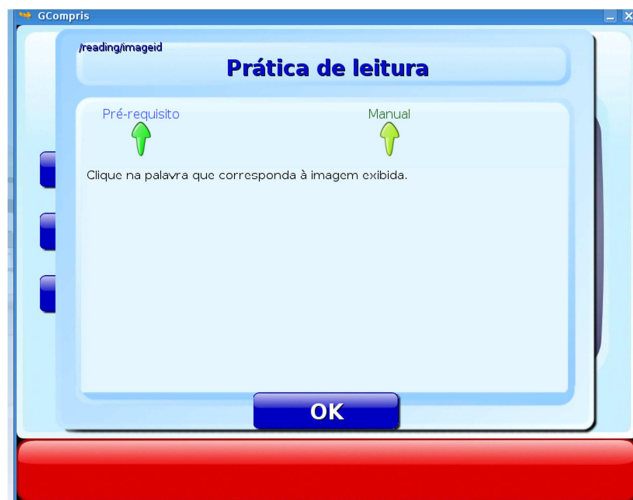 GCompris
/reading/imageid
Prática de leitura
Pré-requisito
Manual
Clique na palavra que corresponda à imagem exibida.
OK